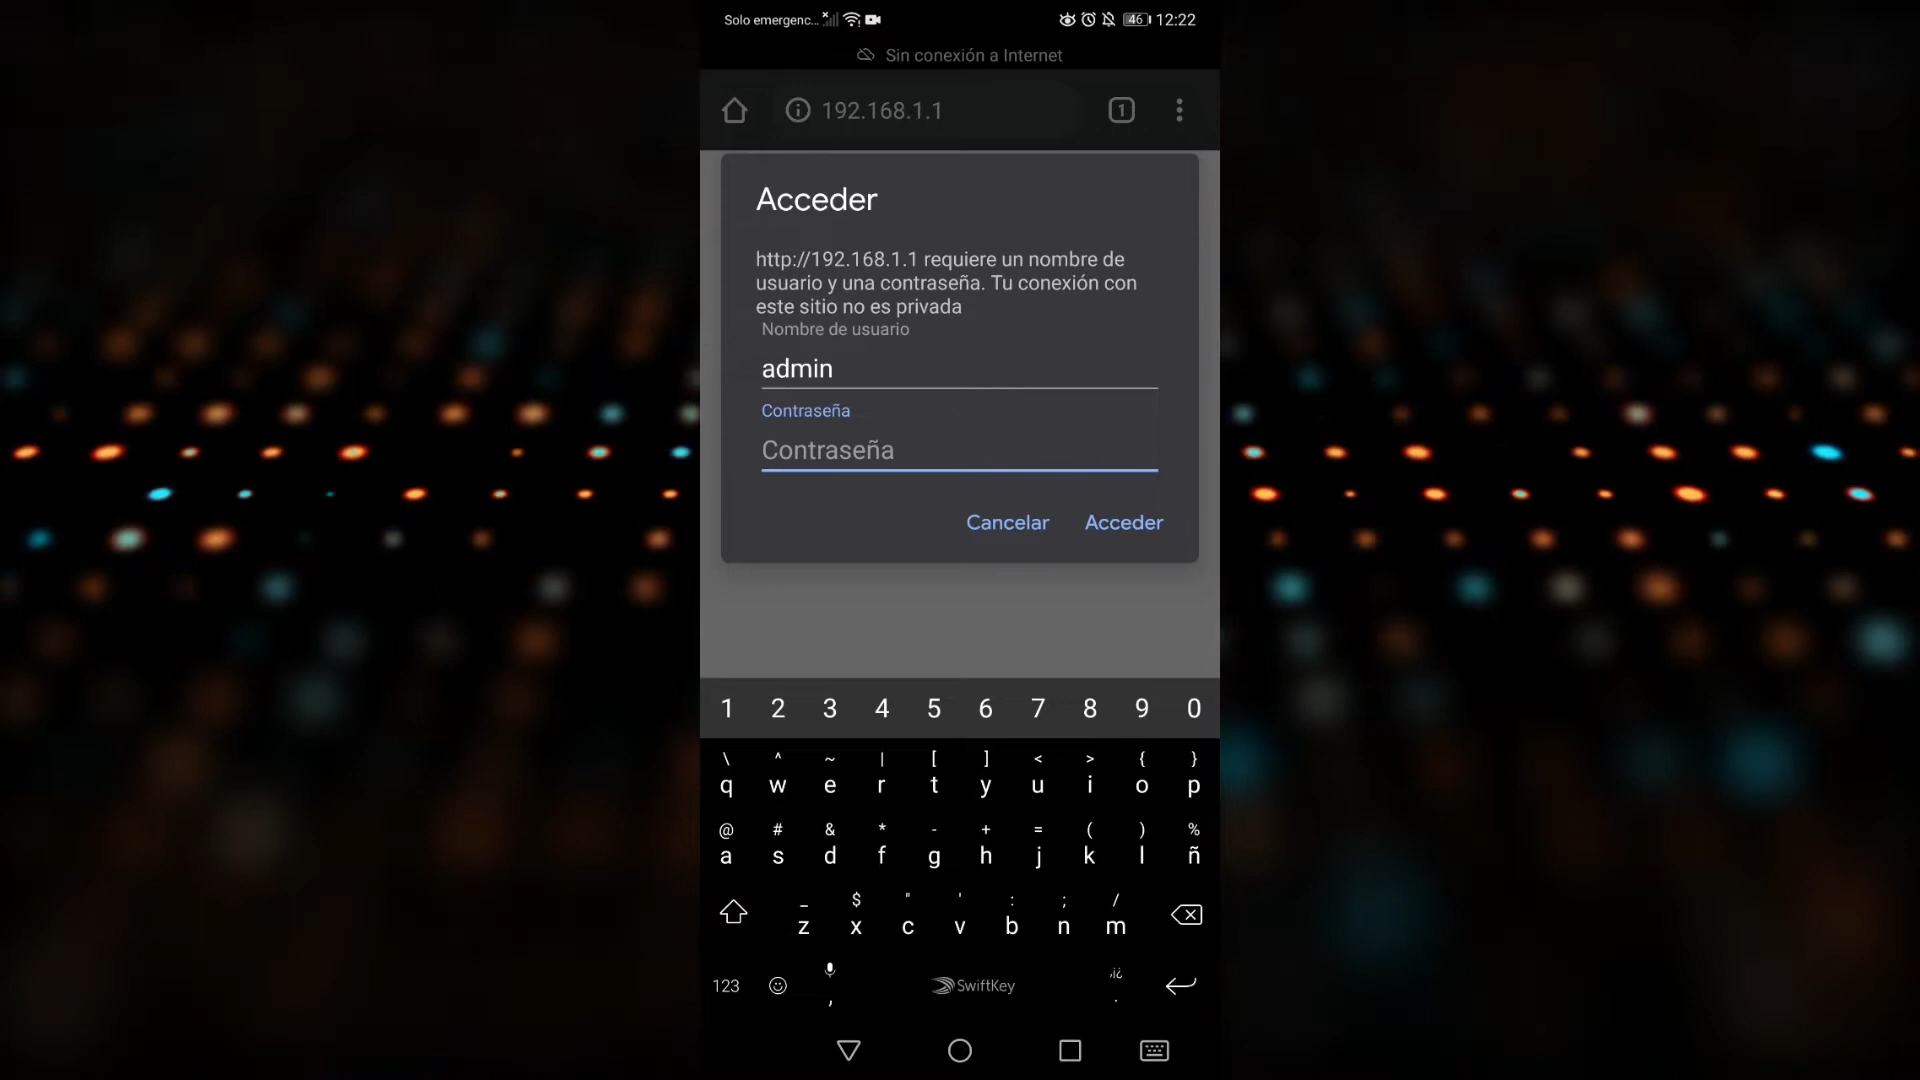 Solo emergenc... 46 12:22
Sin conexión a Internet
192.168.1.1 1
Acceder
http://192.168.1.1 requiere un nombre de
usuario y una contraseña. Tu conexión con
este sitio no es privada
Nombre de usuario
admin
Contraseña
Contraseña
Cancelar Acceder
1 2 3 4 5 6 7 8 9 0
\ ^ ~ | [ ] < > { }
q w e r t y u i o p
@ # & * - + = ( ) %
a s d f g h j k l ñ
_ $ " ' : ; /
z x c v b n m
123 , SwiftKey ,¡¿ .